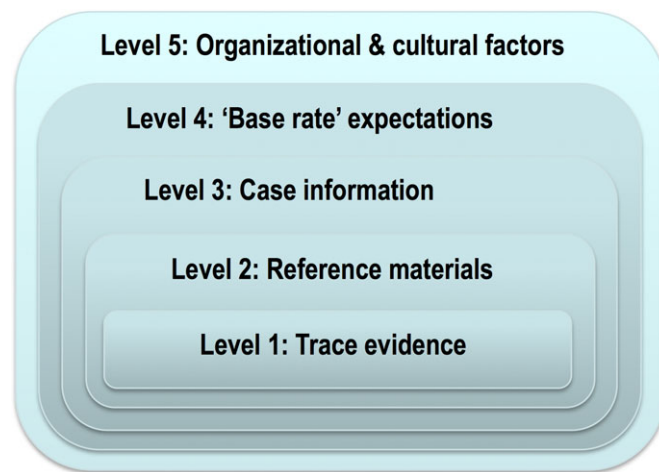 Level 5: Organizational & cultural factors
Level 4: ‘Base rate’ expectations
Level 3: Case information
Level 2: Reference materials
Level 1: Trace evidence